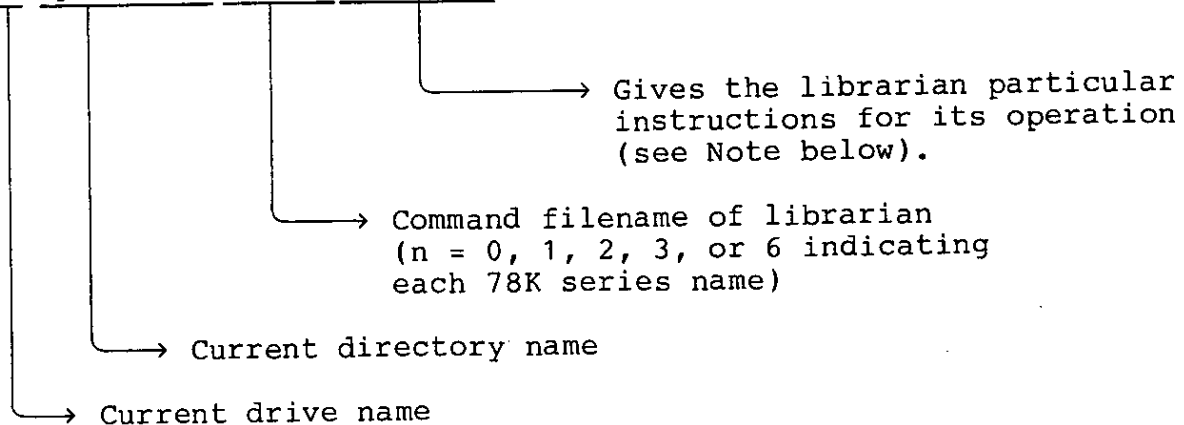 Gives the librarian particular
instructions for its operation
(see Note below).
Command filename of librarian
(n = 0, 1, 2, 3, or 6 indicating
each 78K series name)
Current directory name
Current drive name